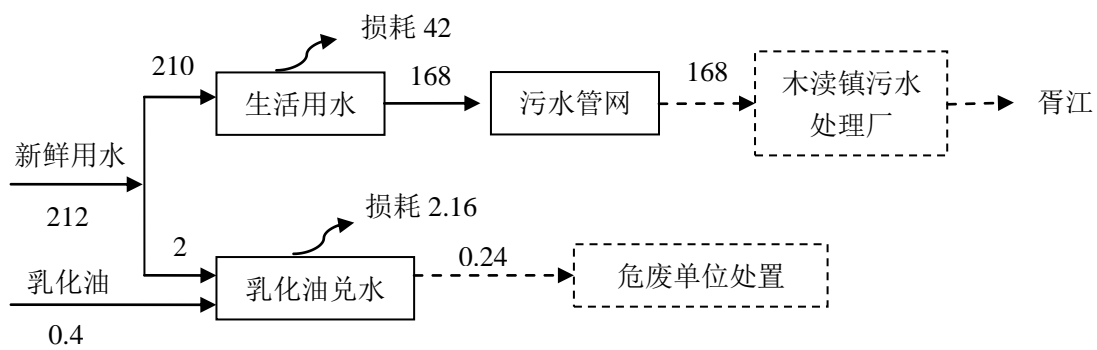 损耗 42
210
生活用水
168
污水管网
168
木渎镇污水
处理厂
胥江
新鲜用水
212
损耗 2.16
2
乳化油兑水
0.24
危废单位处置
乳化油
0.4